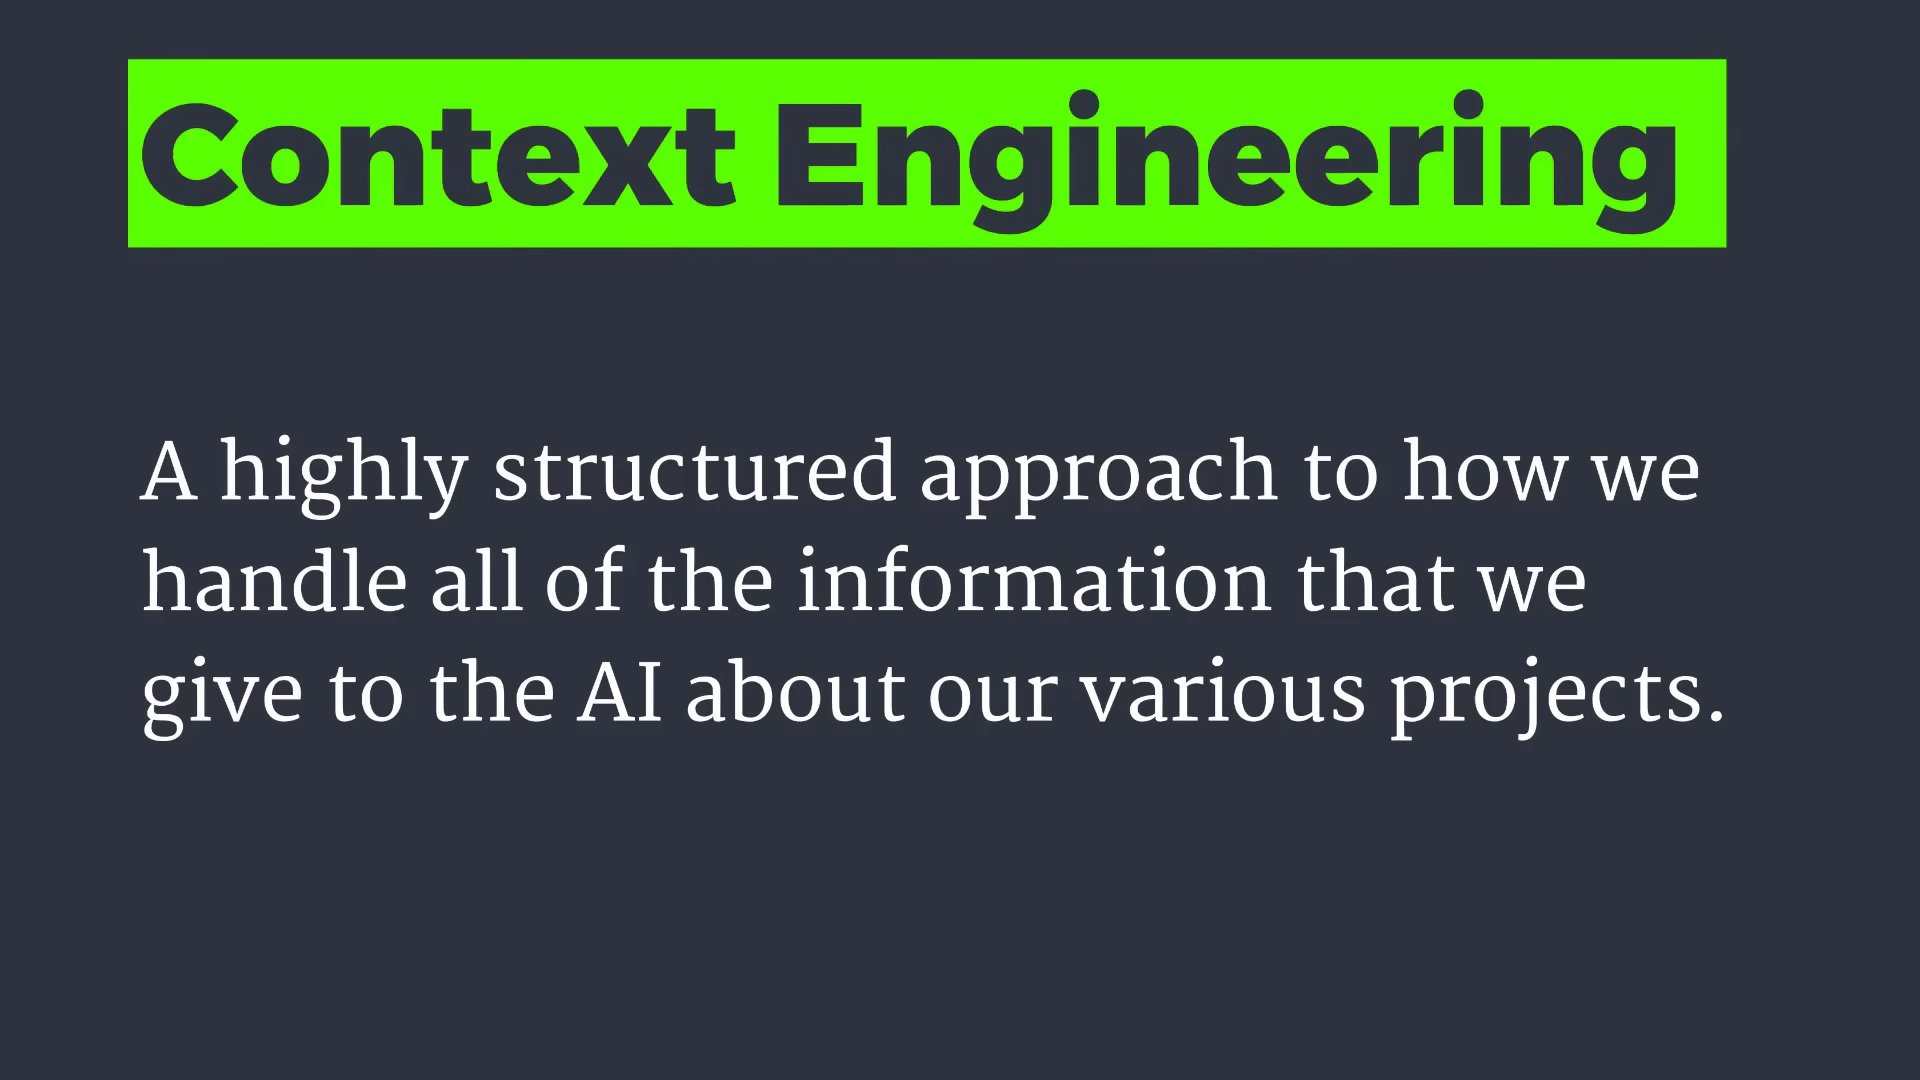 Context Engineering
A highly structured approach to how we
handle all of the information that we
give to the AI about our various projects.